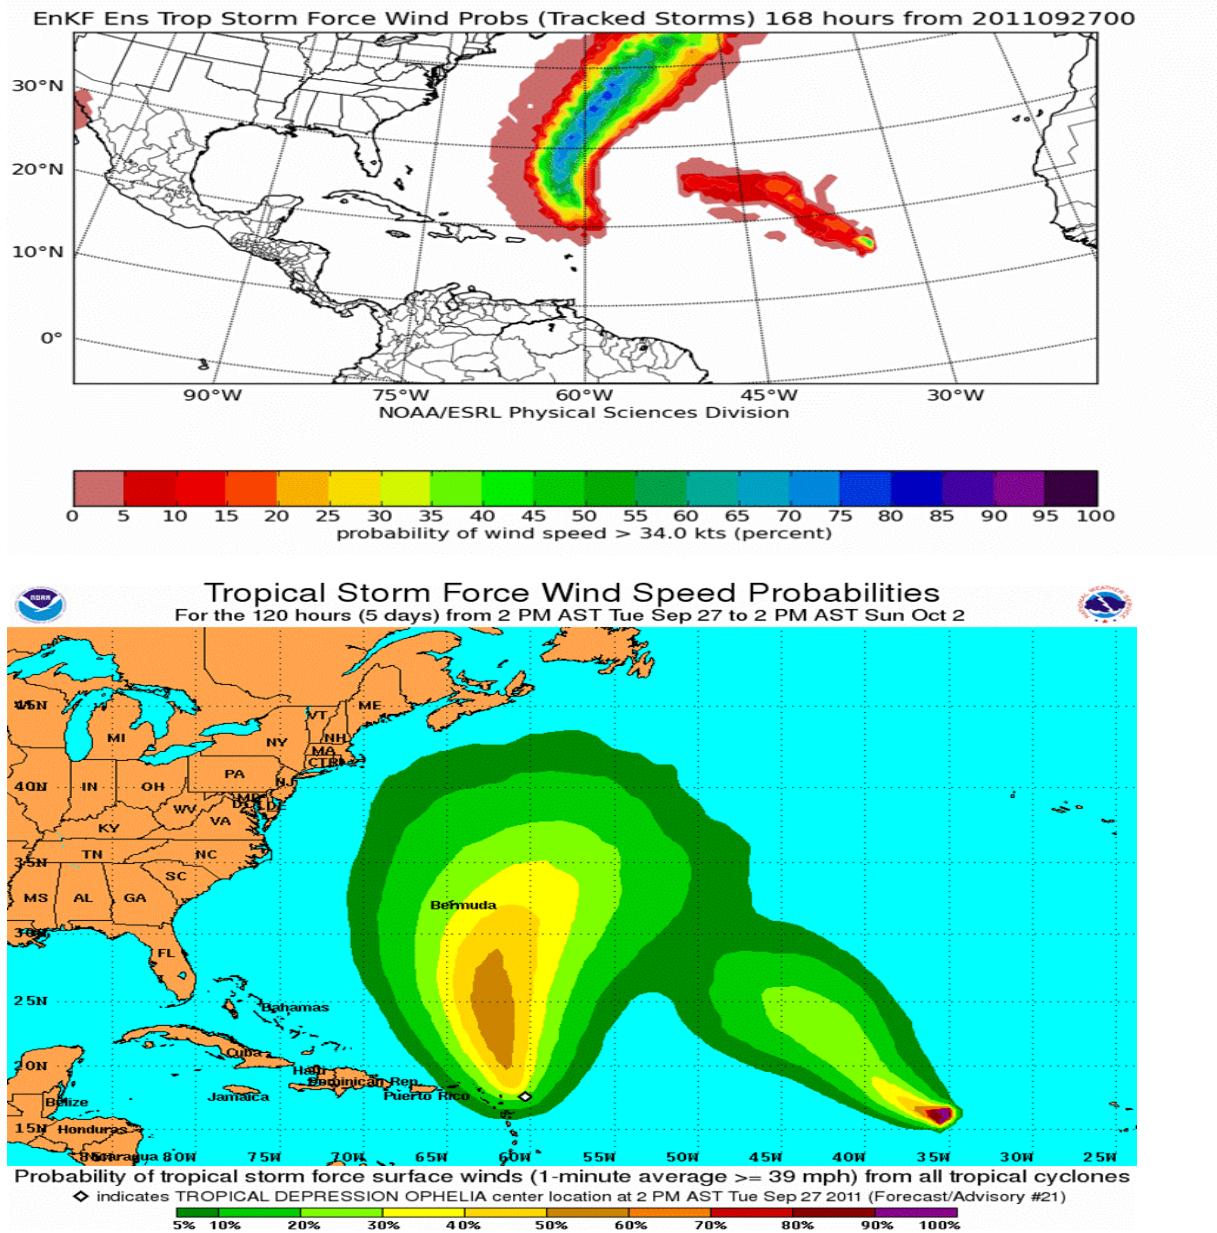 EnKF Ens Trop Storm Force Wind Probs (Tracked Storms) 168 hours from 2011092700
30°N
20°N
10°N
0°
90°W 75°W 60°W 45°W 30°W
NOAA/ESRL Physical Sciences Division
0 5 10 15 20 25 30 35 40 45 50 55 60 65 70 75 80 85 90 95 100
probability of wind speed > 34.0 kts (percent)
NOAA
Tropical Storm Force Wind Speed Probabilities
For the 120 hours (5 days) from 2 PM AST Tue Sep 27 to 2 PM AST Sun Oct 2
45N
ME
VT
MI
NY
NH
MA
CT
PA
NJ
40N
IN
OH
WV
VA
KY
TN
NC
35N
SC
MS
AL
GA
Bermuda
30N
FL
25N
Bahamas
Cuba
20N
Haiti
Dominican Rep
Jamaica
Puerto Rico
Belize
15N
Honduras
Nicaragua
80W 75W 70W 65W 60W 55W 50W 45W 40W 35W 30W 25W
Probability of tropical storm force surface winds (1-minute average >= 39 mph) from all tropical cyclones
◇ indicates TROPICAL DEPRESSION OPHELIA center location at 2 PM AST Tue Sep 27 2011 (Forecast/Advisory #21)
5% 10% 20% 30% 40% 50% 60% 70% 80% 90% 100%